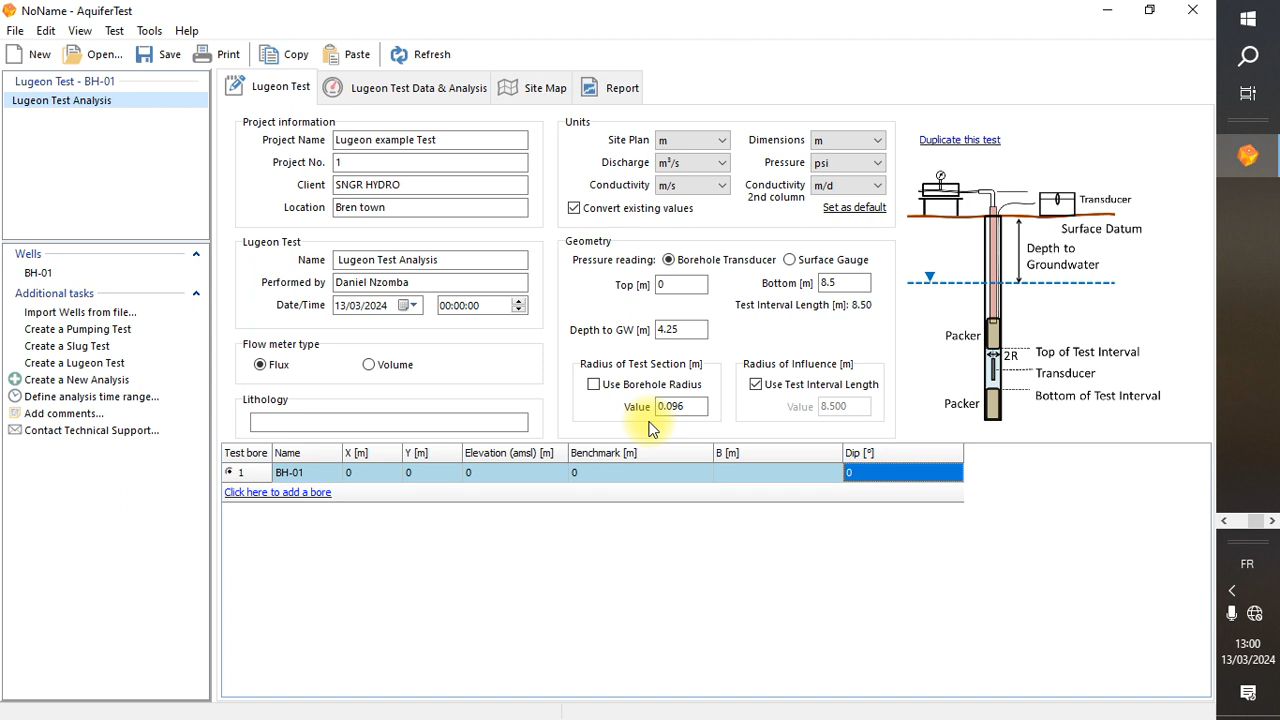 NoName - AquiferTest
File Edit View Test Tools Help
New Open... Save Print Copy Paste Refresh
Lugeon Test - BH-01
Lugeon Test Analysis
Wells
BH-01
Additional tasks
Import Wells from file...
Create a Pumping Test
Create a Slug Test
Create a Lugeon Test
Create a New Analysis
Define analysis time range...
Add comments...
Contact Technical Support...
Lugeon Test Lugeon Test Data & Analysis Site Map Report
Project information
Project Name Lugeon example Test
Project No. 1
Client SNGR HYDRO
Location Bren town
Lugeon Test
Name Lugeon Test Analysis
Performed by Daniel Nzomba
Date/Time 13/03/2024 00:00:00
Flow meter type
Flux Volume
Lithology
Units
Site Plan m Dimensions m
Discharge m³/s Pressure psi
Conductivity m/s Conductivity 2nd column m/d
Convert existing values Set as default
Geometry
Pressure reading: Borehole Transducer Surface Gauge
Top [m] 0 Bottom [m] 8.5
Test Interval Length [m]: 8.50
Depth to GW [m] 4.25
Radius of Test Section [m] Radius of Influence [m]
Use Borehole Radius Use Test Interval Length
Value 0.096 Value 8.500
Duplicate this test
Transducer
Surface Datum
Depth to
Groundwater
Packer
Top of Test Interval
2R
Transducer
Bottom of Test Interval
Packer
Test bore Name X [m] Y [m] Elevation (amsl) [m] Benchmark [m] B [m] Dip [°]
1 BH-01 0 0 0 0 0
Click here to add a bore
FR
13:00
13/03/2024